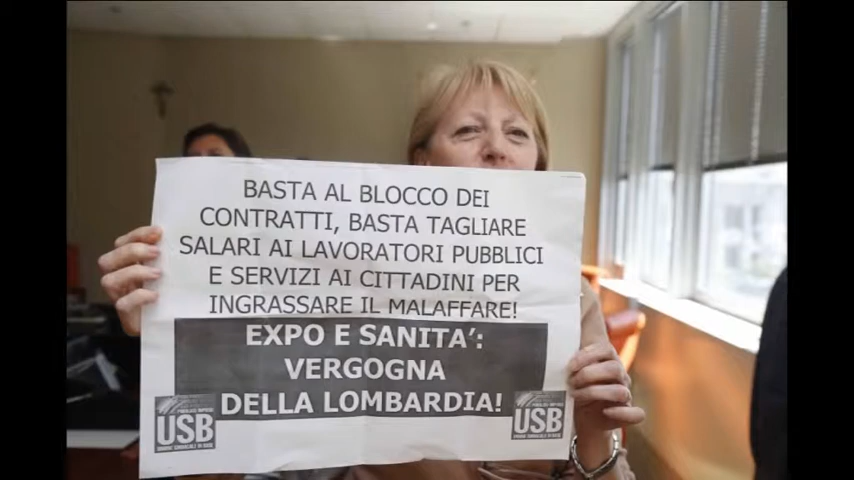 BASTA AL BLOCCO DEI
CONTRATTI, BASTA TAGLIARE
SALARI AI LAVORATORI PUBBLICI
E SERVIZI AI CITTADINI PER
INGRASSARE IL MALAFFARE!
EXPO E SANITA':
VERGOGNA
DELLA LOMBARDIA!
USB
USB